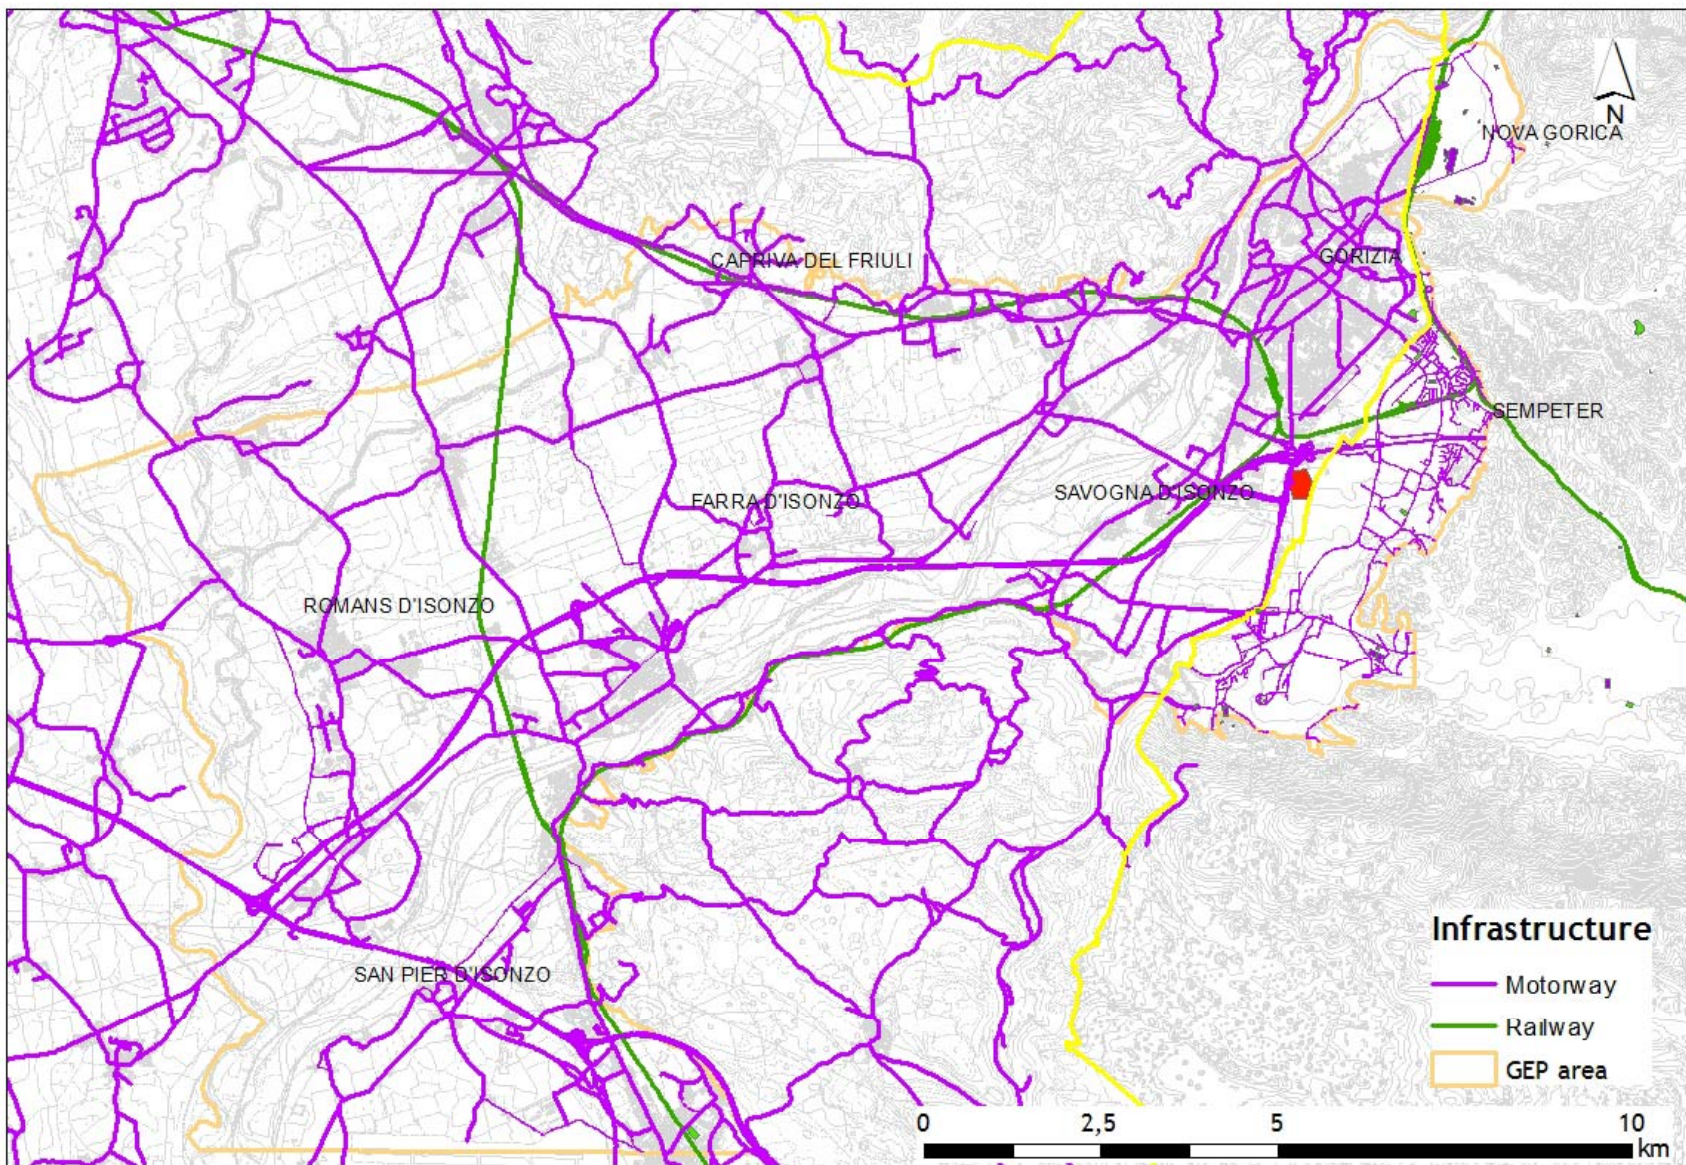 N
NOVA GORICA
CAPRIVA DEL FRIULI
GORIZIA
SEMPETER
FARRA D'ISONZO
SAVOGNA D'ISONZO
ROMANS D'ISONZO
SAN PIER D'ISONZO
Infrastructure
Motorway
Railway
GEP area
0 2,5 5 10
km